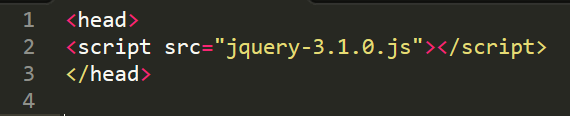 1 <head>
2 <script src="jquery-3.1.0.js"></script>
3 </head>
4